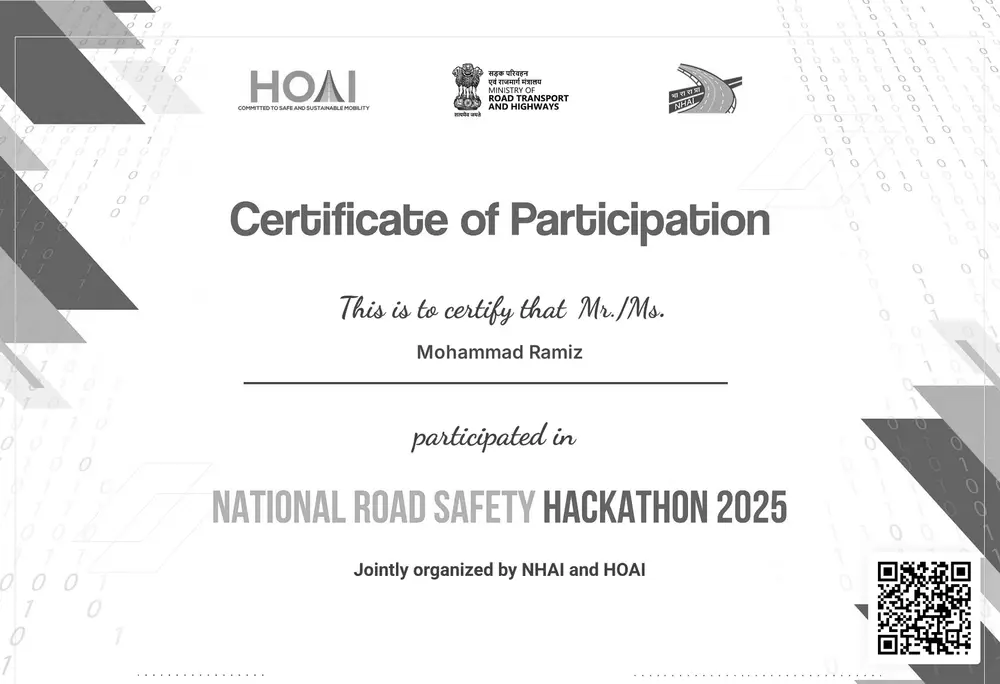 HOAI
COMMITTED TO SAFE AND SUSTAINABLE MOBILITY
सड़क परिवहन
एवं राजमार्ग मंत्रालय
MINISTRY OF
ROAD TRANSPORT
AND HIGHWAYS
सत्यमेव जयते
भा रा रा प्रा
NHAI
Certificate of Participation
This is to certify that Mr./Ms.
Mohammad Ramiz
participated in
NATIONAL ROAD SAFETY HACKATHON 2025
Jointly organized by NHAI and HOAI